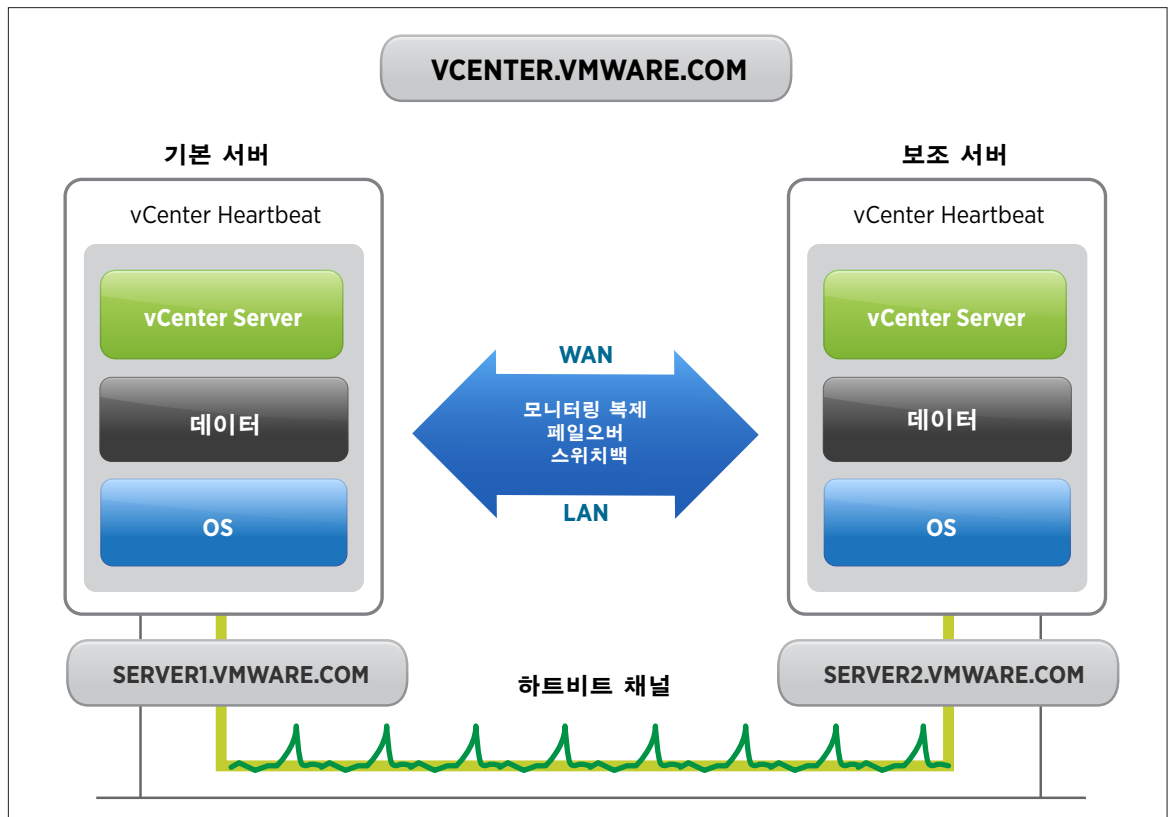 VCENTER.VMWARE.COM
기본 서버
보조 서버
vCenter Heartbeat
vCenter Server
데이터
OS
WAN
모니터링 복제
페일오버
스위치백
LAN
vCenter Heartbeat
vCenter Server
데이터
OS
SERVER1.VMWARE.COM
하트비트 채널
SERVER2.VMWARE.COM